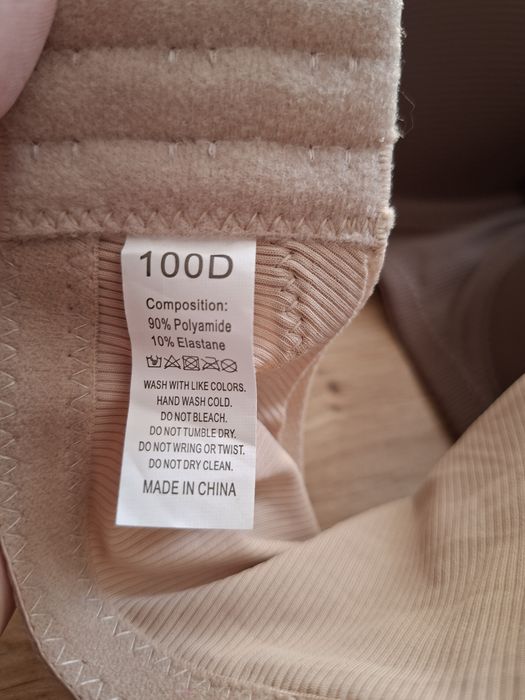 100D
Composition:
90% Polyamide
10% Elastane
WASH WITH LIKE COLORS.
HAND WASH COLD.
DO NOT BLEACH.
DO NOT TUMBLE DRY.
DO NOT WRING OR TWIST.
DO NOT DRY CLEAN.
MADE IN CHINA